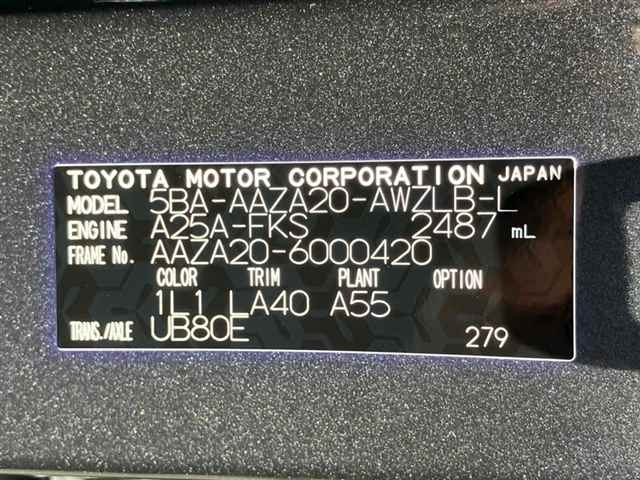 TOYOTA MOTOR CORPORATION JAPAN
MODEL 5BA-AAZA20-AWZLB-L
ENGINE A25A-FKS 2487 mL
FRAME No. AAZA20-6000420
COLOR TRIM PLANT OPTION
1L1 LA40 A55
TRANS./AXLE UB80E 279